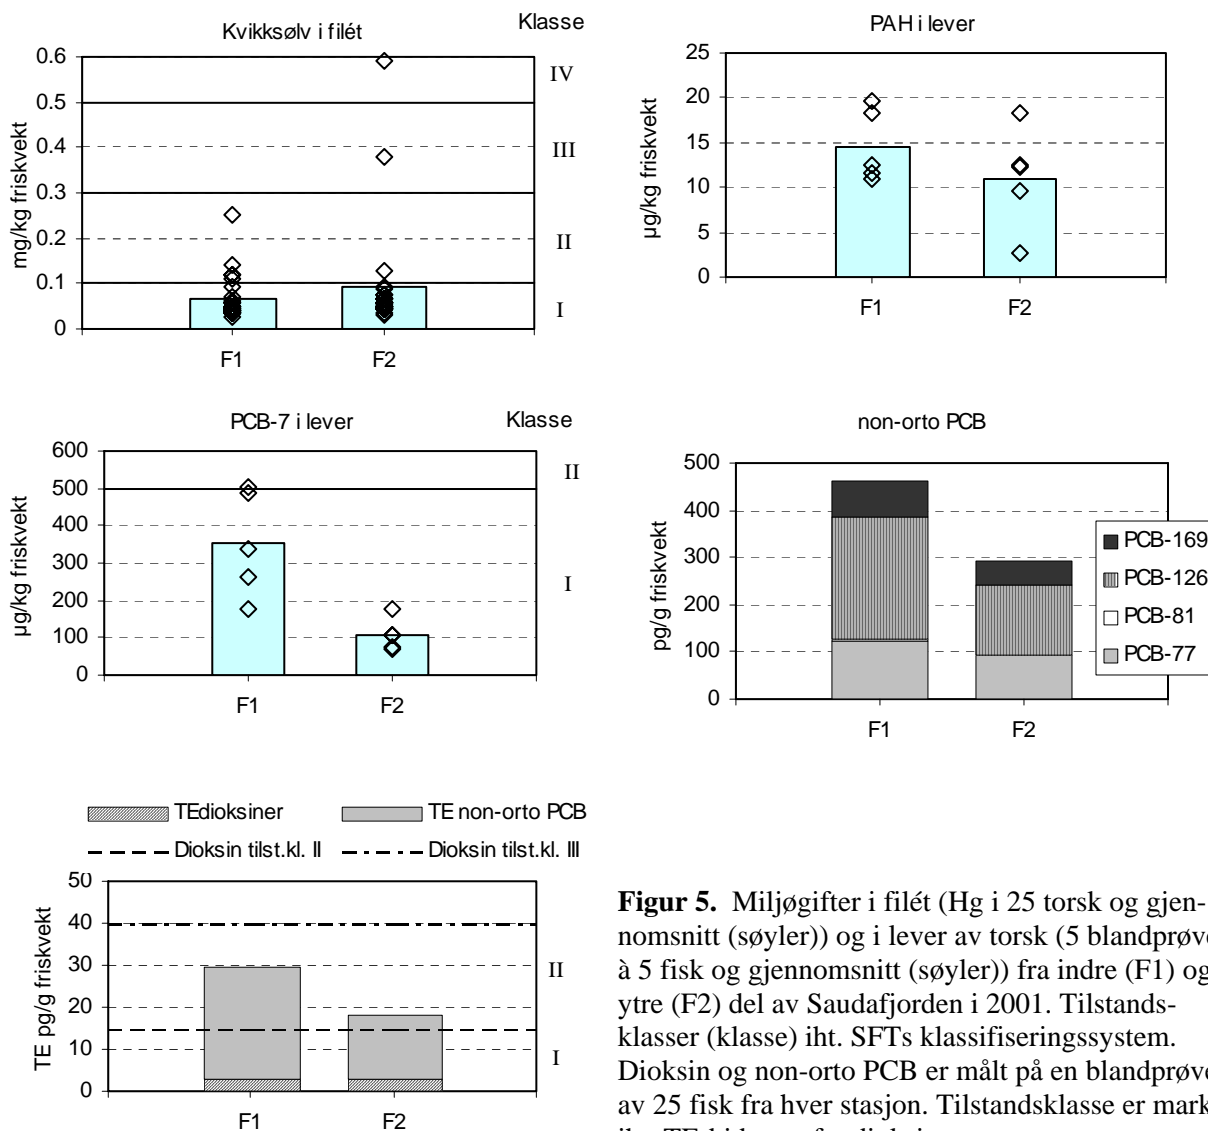 Kvikksølv i filét
Klasse
mg/kg friskvekt
0.6
0.5
0.4
0.3
0.2
0.1
0
IV
III
II
I
F1
F2
PAH i lever
µg/kg friskvekt
25
20
15
10
5
0
F1
F2
PCB-7 i lever
Klasse
µg/kg friskvekt
600
500
400
300
200
100
0
II
I
F1
F2
non-orto PCB
pg/g friskvekt
500
400
300
200
100
0
PCB-169
PCB-126
PCB-81
PCB-77
F1
F2
TEdioksiner
TE non-orto PCB
Dioksin tilst.kl. II
Dioksin tilst.kl. III
TE pg/g friskvekt
50
40
30
20
10
0
II
I
F1
F2
Figur 5. Miljøgifter i filét (Hg i 25 torsk og gjen-
nomsnitt (søyler)) og i lever av torsk (5 blandprøve
à 5 fisk og gjennomsnitt (søyler)) fra indre (F1) og
ytre (F2) del av Saudafjorden i 2001. Tilstands-
klasser (klasse) iht. SFTs klassifiseringssystem.
Dioksin og non-orto PCB er målt på en blandprøve
av 25 fisk fra hver stasjon. Tilstandsklasse er mark